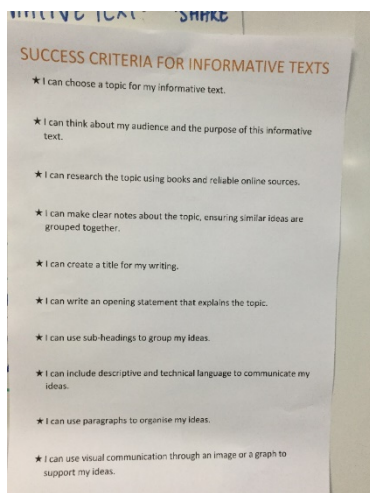 SHARE
SUCCESS CRITERIA FOR INFORMATIVE TEXTS
★ I can choose a topic for my informative text.
★ I can think about my audience and the purpose of this informative
text.
★ I can research the topic using books and reliable online sources.
★ I can make clear notes about the topic, ensuring similar ideas are
grouped together.
★ I can create a title for my writing.
★ I can write an opening statement that explains the topic.
★ I can use sub-headings to group my ideas.
★ I can include descriptive and technical language to communicate my
ideas.
★ I can use paragraphs to organise my ideas.
★ I can use visual communication through an image or a graph to
support my ideas.